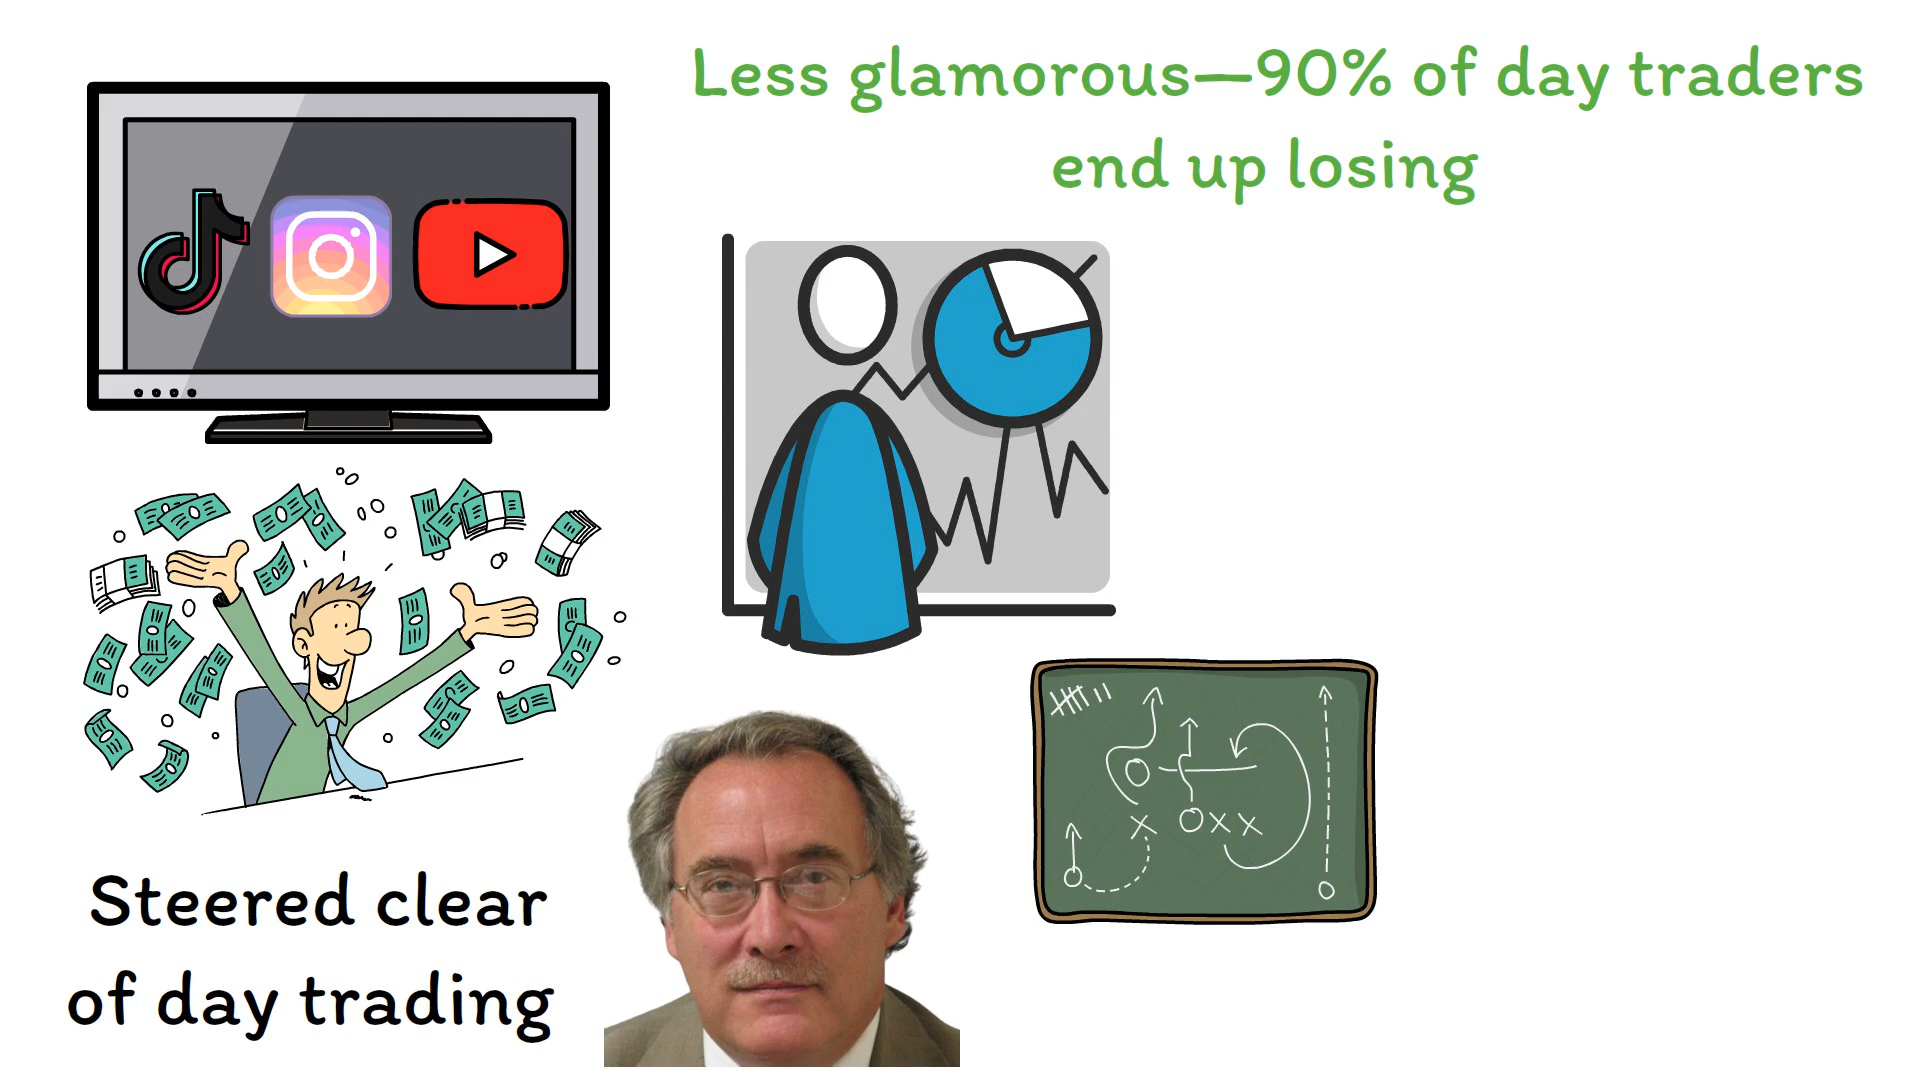 Less glamorous—90% of day traders
end up losing
Steered clear
of day trading